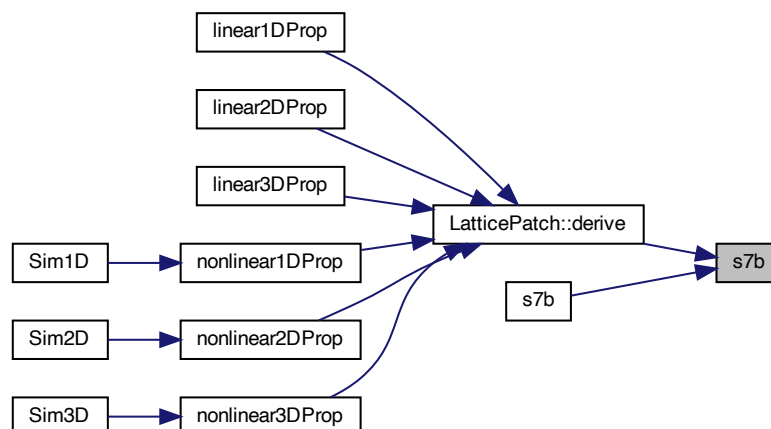 linear1DProp
linear2DProp
linear3DProp
LatticePatch::derive
Sim1D
nonlinear1DProp
s7b
s7b
Sim2D
nonlinear2DProp
Sim3D
nonlinear3DProp